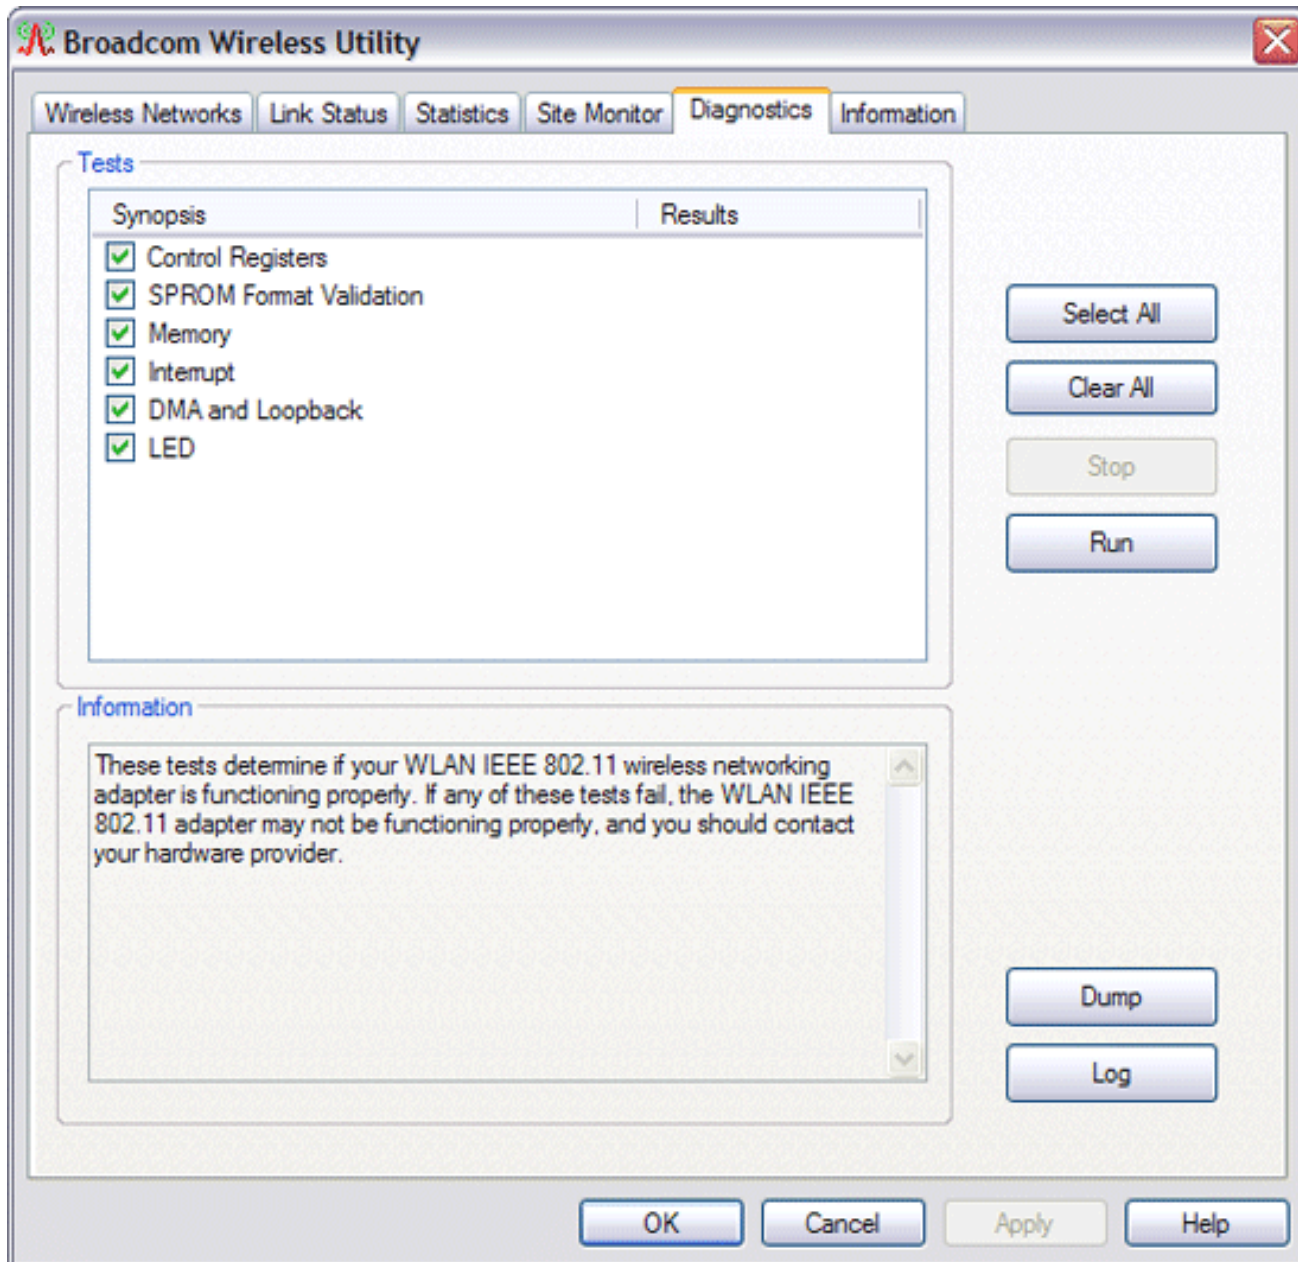 Broadcom Wireless Utility
Wireless Networks Link Status Statistics Site Monitor Diagnostics Information
Tests
Synopsis Results
Control Registers
SPROM Format Validation
Memory
Interrupt
DMA and Loopback
LED
Select All
Clear All
Stop
Run
Information
These tests determine if your WLAN IEEE 802.11 wireless networking
adapter is functioning properly. If any of these tests fail, the WLAN IEEE
802.11 adapter may not be functioning properly, and you should contact
your hardware provider.
Dump
Log
OK Cancel Apply Help